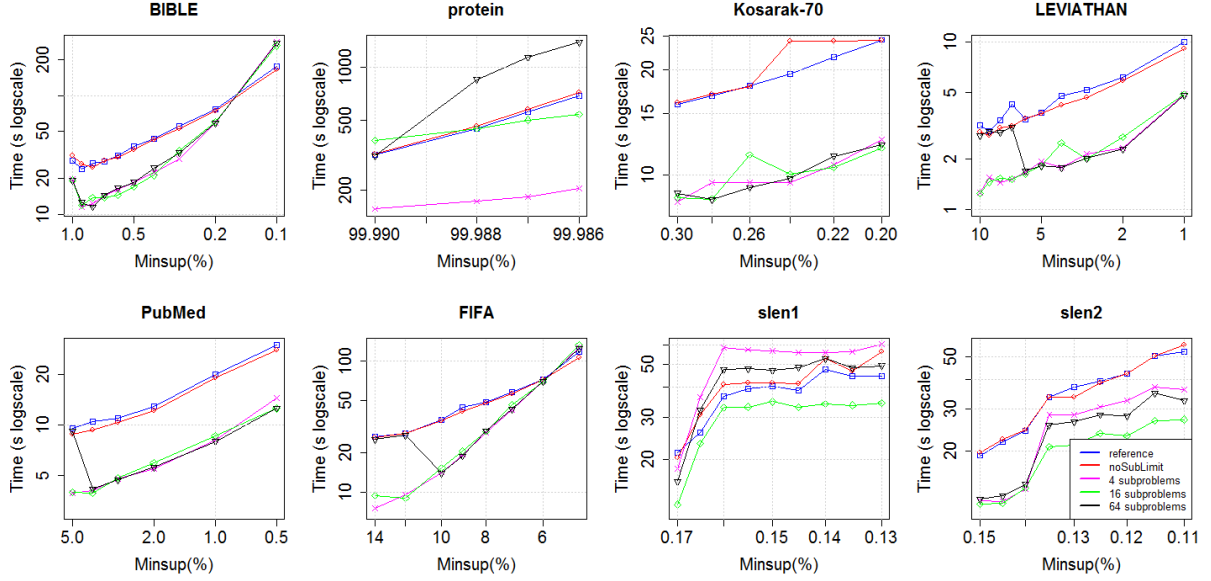 BIBLE
Time (s logscale)
200
50
20
10
1.0 0.5 0.2 0.1
Minsup(%)
protein
Time (s logscale)
1000
500
200
99.990 99.988 99.986
Minsup(%)
Kosarak-70
Time (s logscale)
25
20
15
10
0.30 0.26 0.22 0.20
Minsup(%)
LEVIATHAN
Time (s logscale)
10
5
2
1
10 5 2 1
Minsup(%)
PubMed
Time (s logscale)
20
10
5
5.0 2.0 1.0 0.5
Minsup(%)
FIFA
Time (s logscale)
100
50
20
10
14 10 8 6
Minsup(%)
slen1
Time (s logscale)
50
30
20
0.17 0.15 0.14 0.13
Minsup(%)
slen2
Time (s logscale)
50
30
20
0.15 0.13 0.12 0.11
Minsup(%)
reference
noSubLimit
4 subproblems
16 subproblems
64 subproblems